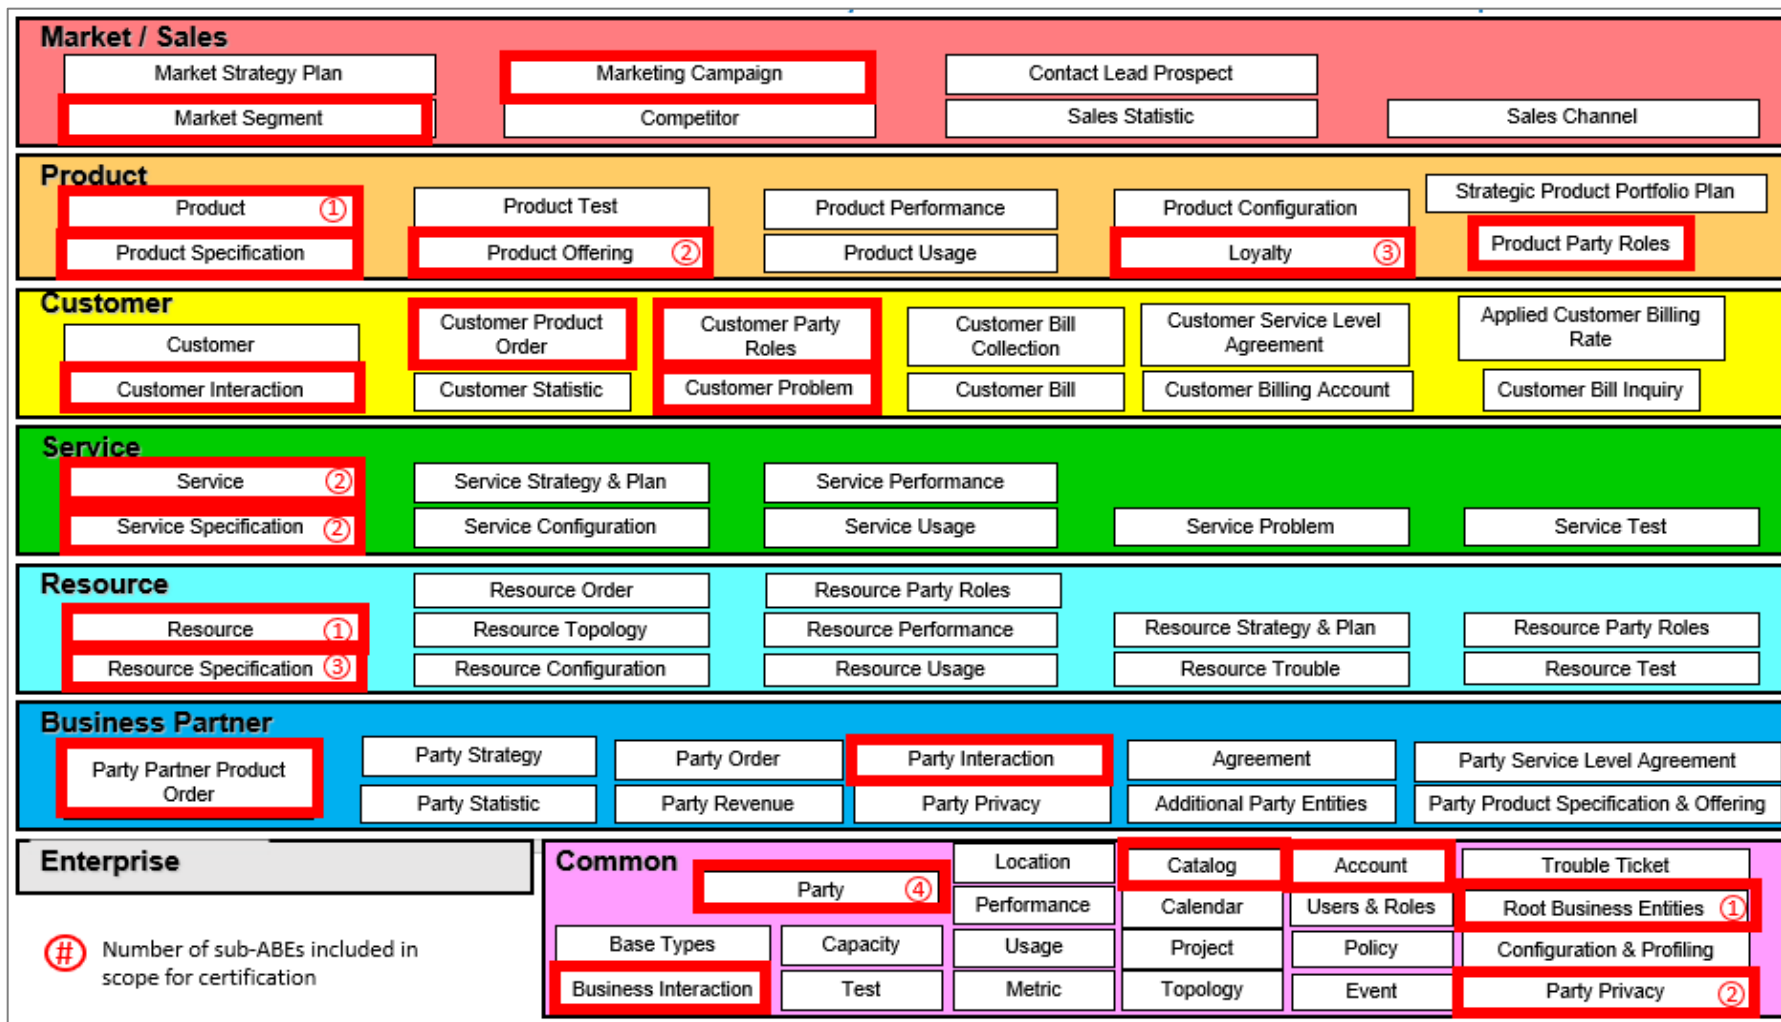 Market / Sales
Market Strategy Plan
Marketing Campaign
Contact Lead Prospect
Market Segment
Competitor
Sales Statistic
Sales Channel
Product
Product ①
Product Test
Product Performance
Product Configuration
Strategic Product Portfolio Plan
Product Specification
Product Offering ②
Product Usage
Loyalty ③
Product Party Roles
Customer
Customer
Customer Product
Order
Customer Party
Roles
Customer Bill
Collection
Customer Service Level
Agreement
Applied Customer Billing
Rate
Customer Interaction
Customer Statistic
Customer Problem
Customer Bill
Customer Billing Account
Customer Bill Inquiry
Service
Service ②
Service Strategy & Plan
Service Performance
Service Specification ②
Service Configuration
Service Usage
Service Problem
Service Test
Resource
Resource Order
Resource Party Roles
Resource ①
Resource Topology
Resource Performance
Resource Strategy & Plan
Resource Party Roles
Resource Specification ③
Resource Configuration
Resource Usage
Resource Trouble
Resource Test
Business Partner
Party Partner Product
Order
Party Strategy
Party Order
Party Interaction
Agreement
Party Service Level Agreement
Party Statistic
Party Revenue
Party Privacy
Additional Party Entities
Party Product Specification & Offering
Enterprise
Common
Location
Catalog
Account
Trouble Ticket
Party ④
Performance
Calendar
Users & Roles
Root Business Entities ①
Base Types
Capacity
Usage
Project
Policy
Configuration & Profiling
Business Interaction
Test
Metric
Topology
Event
Party Privacy ②
# Number of sub-ABEs included in
scope for certification